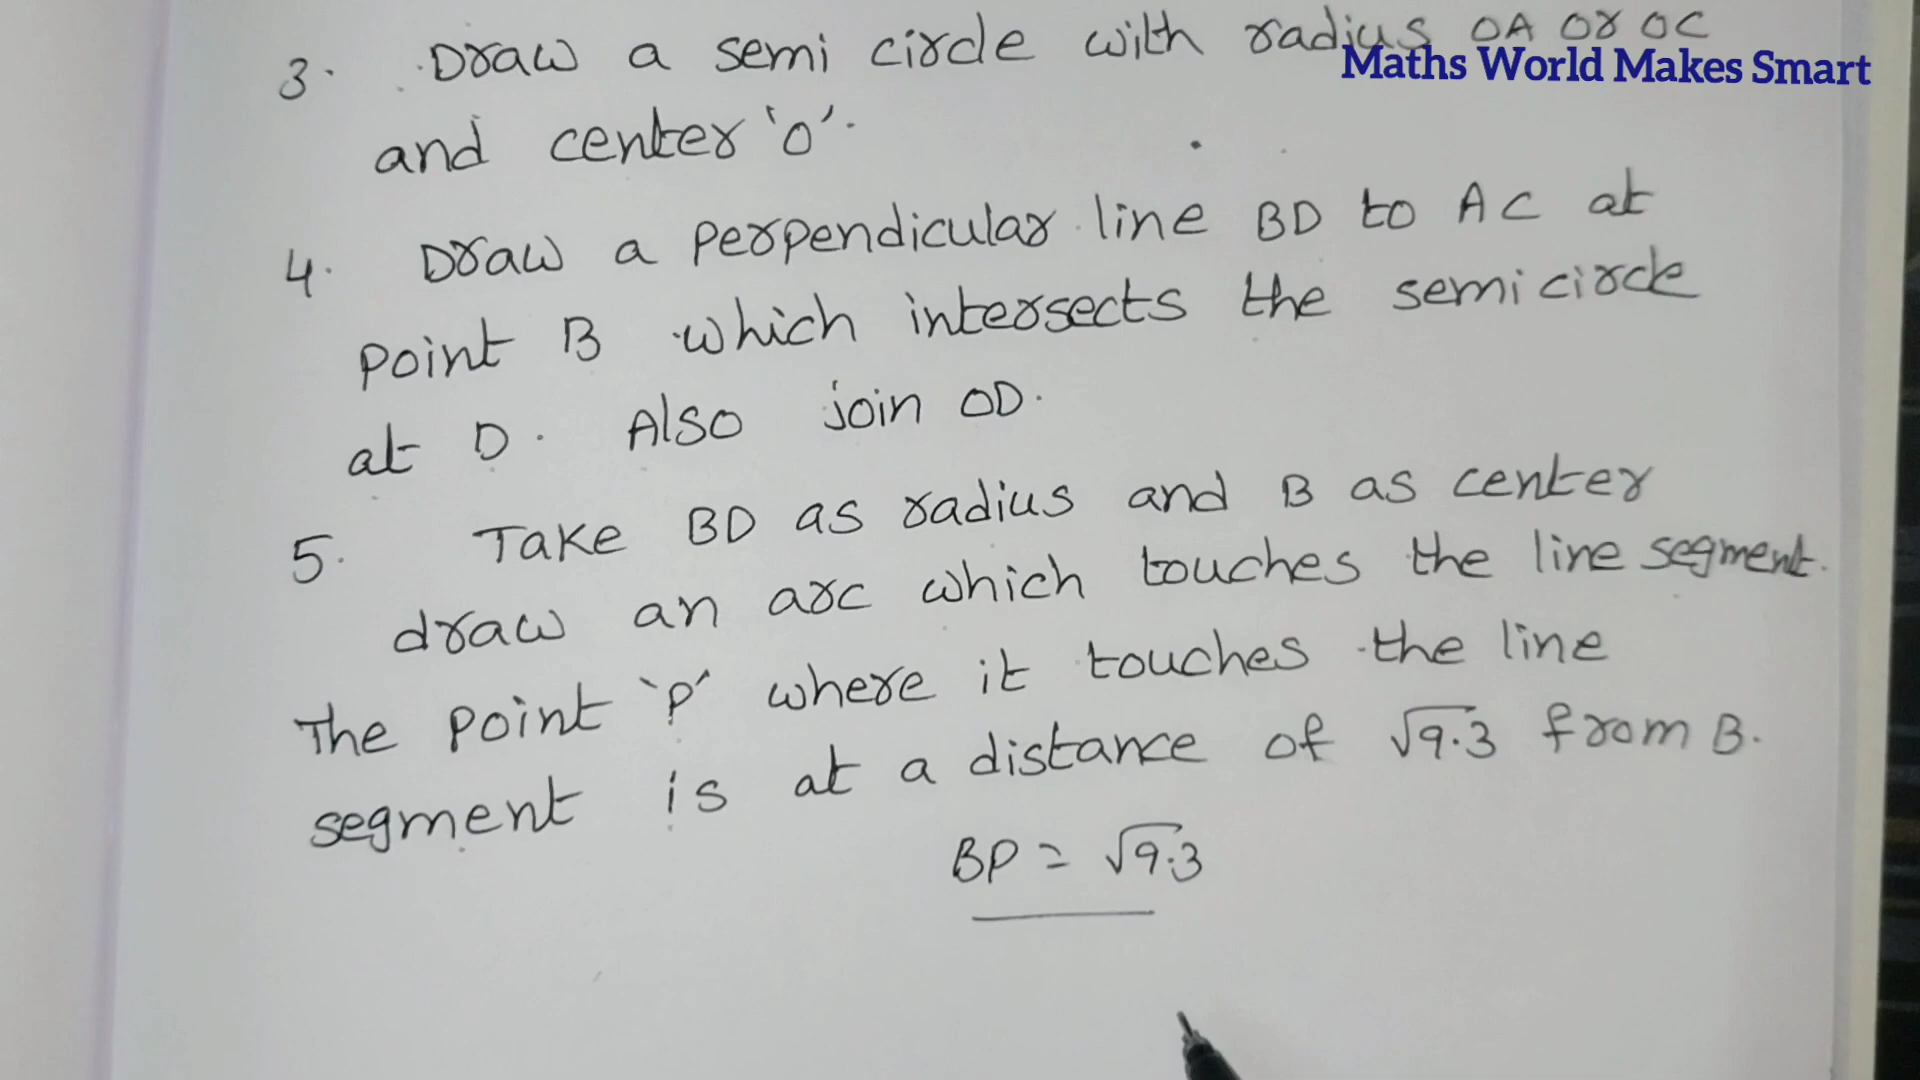 3. Draw a semi circle with radius OA or OC
Maths World Makes Smart
and center 'O'.
4. Draw a perpendicular line BD to AC at
point B which intersects the semicircle
at D. Also join OD.
5. Take BD as radius and B as center
draw an arc which touches the line segment.
The point 'P' where it touches the line
segment is at a distance of √9.3 from B.
BP = √9.3